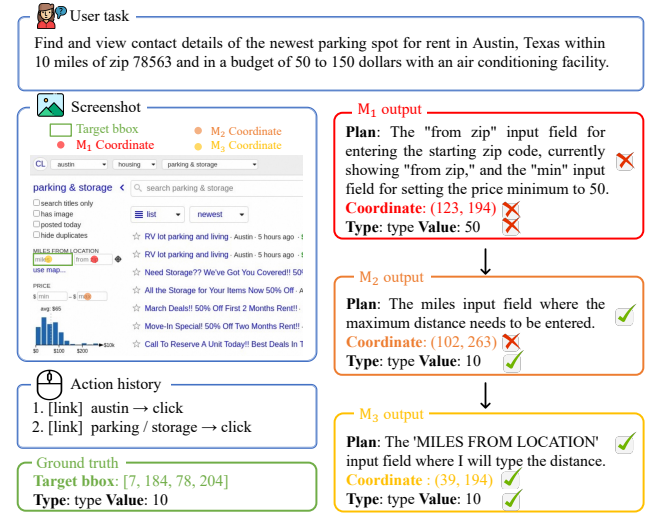 User task
Find and view contact details of the newest parking spot for rent in Austin, Texas within
10 miles of zip 78563 and in a budget of 50 to 150 dollars with an air conditioning facility.
Screenshot
Target bbox
M₂ Coordinate
M₁ Coordinate
M₃ Coordinate
CL austin housing parking & storage
parking & storage < search parking & storage
search titles only
has image
posted today
hide duplicates
list newest
MILES FROM LOCATION
miles from
use map...
PRICE
$ min – $ max
avg: $65
$0 $100 $200 $10k
☆ RV lot parking and living · Austin · 5 hours ago ·
☆ RV lot parking and living · Austin · 5 hours ago ·
☆ Need Storage?? We've Got You Covered!! 50
☆ All the Storage for Your Items Now 50% Off · A
☆ March Deals!! 50% Off First 2 Months Rent!! ·
☆ Move-In Special! 50% Off Two Months Rent!! ·
☆ Call To Reserve A Unit Today!! Best Deals In T
Action history
1. [link] austin → click
2. [link] parking / storage → click
Ground truth
Target bbox: [7, 184, 78, 204]
Type: type Value: 10
M₁ output
Plan: The "from zip" input field for
entering the starting zip code, currently
showing "from zip," and the "min" input
field for setting the price minimum to 50.
Coordinate: (123, 194)
Type: type Value: 50
M₂ output
Plan: The miles input field where the
maximum distance needs to be entered.
Coordinate: (102, 263)
Type: type Value: 10
M₃ output
Plan: The 'MILES FROM LOCATION'
input field where I will type the distance.
Coordinate : (39, 194)
Type: type Value: 10